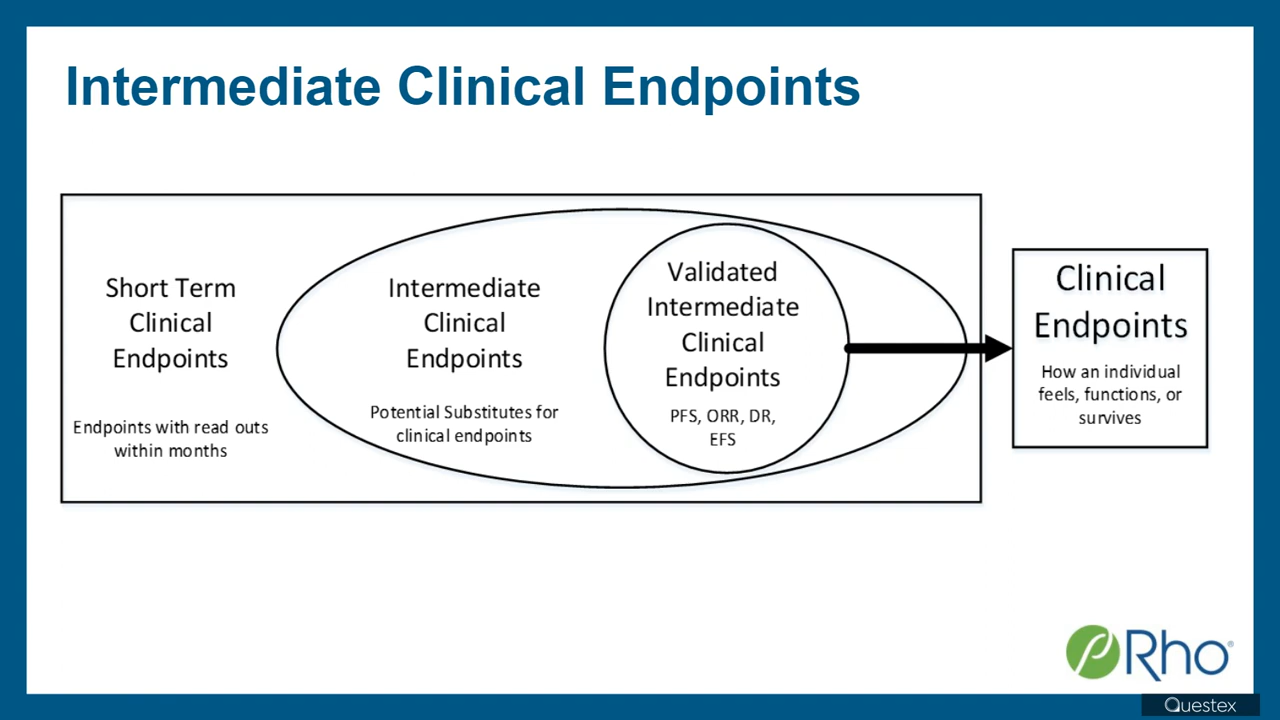 Intermediate Clinical Endpoints
Short Term
Clinical
Endpoints
Endpoints with read outs
within months
Intermediate
Clinical
Endpoints
Potential Substitutes for
clinical endpoints
Validated
Intermediate
Clinical
Endpoints
PFS, ORR, DR,
EFS
Clinical
Endpoints
How an individual
feels, functions, or
survives
Rho®
Questex